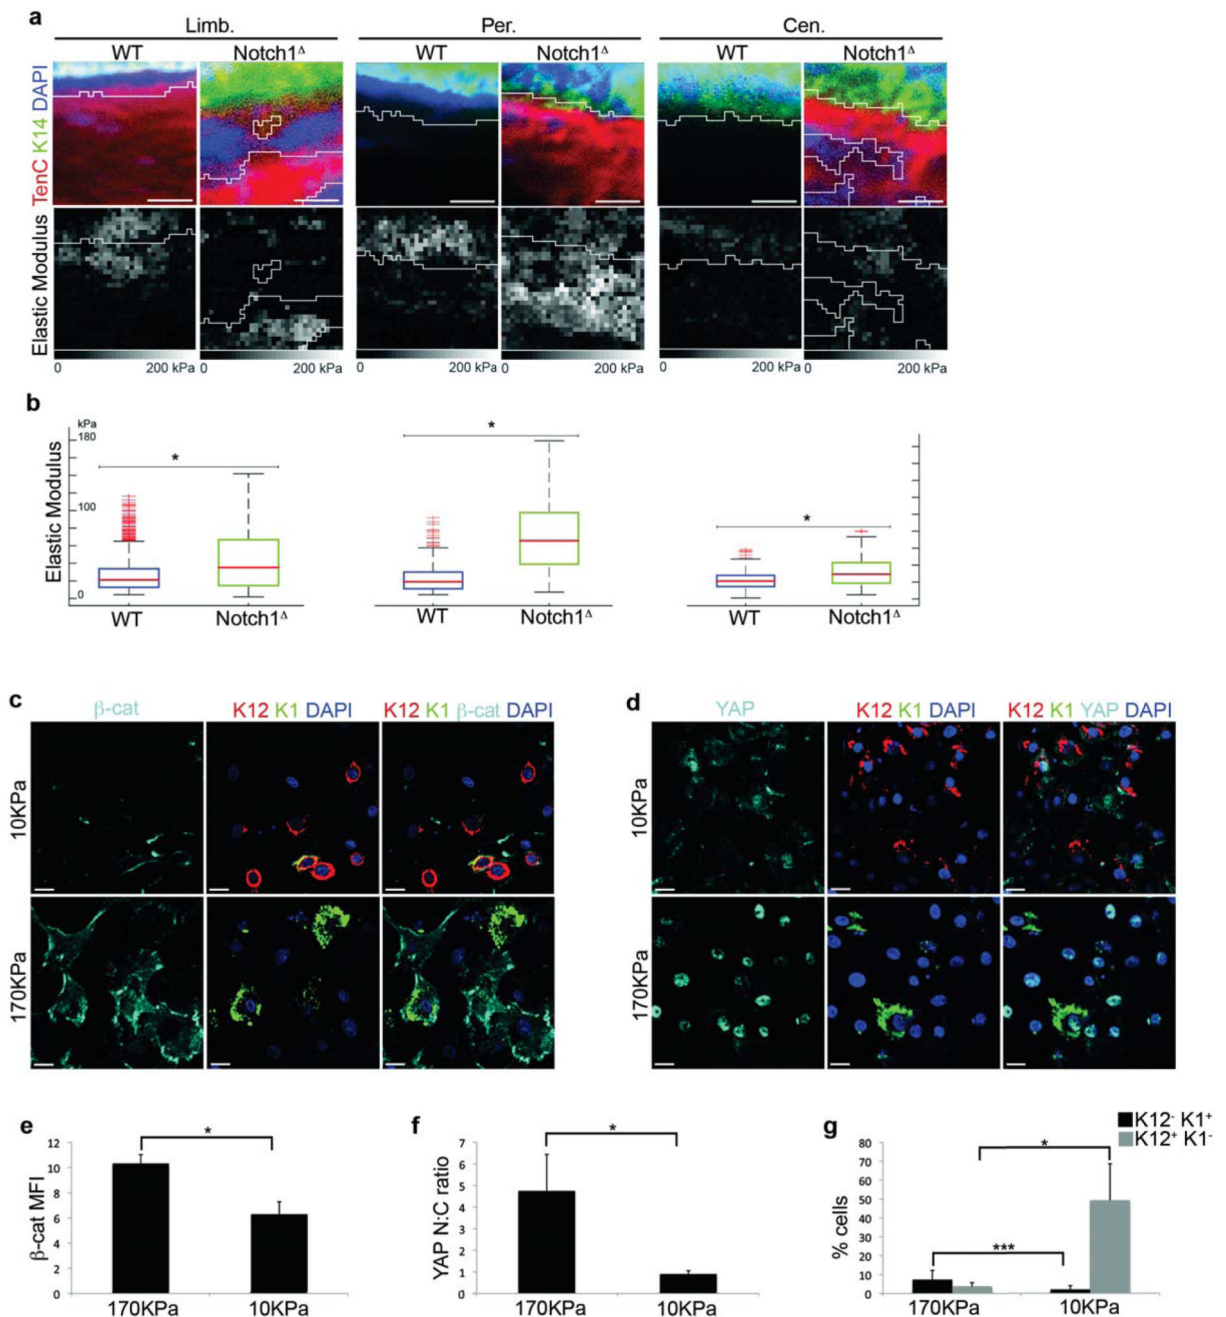 a
Limb. Per. Cen.
WT Notch1Δ WT Notch1Δ WT Notch1Δ
TenC K14 DAPI
Elastic Modulus
0 200 kPa 0 200 kPa 0 200 kPa 0 200 kPa 0 200 kPa 0 200 kPa
b
kPa
180
100
0
Elastic Modulus
* * *
WT Notch1Δ WT Notch1Δ WT Notch1Δ
c
β-cat K12 K1 DAPI K12 K1 β-cat DAPI
10KPa
170KPa
d
YAP K12 K1 DAPI K12 K1 YAP DAPI
10KPa
170KPa
e
β-cat MFI
12
10
8
6
4
2
0
*
170KPa 10KPa
f
YAP N:C ratio
7
6
5
4
3
2
1
0
*
170KPa 10KPa
g
K12- K1+
K12+ K1-
% cells
80
70
60
50
40
30
20
10
0
*
***
170KPa 10KPa